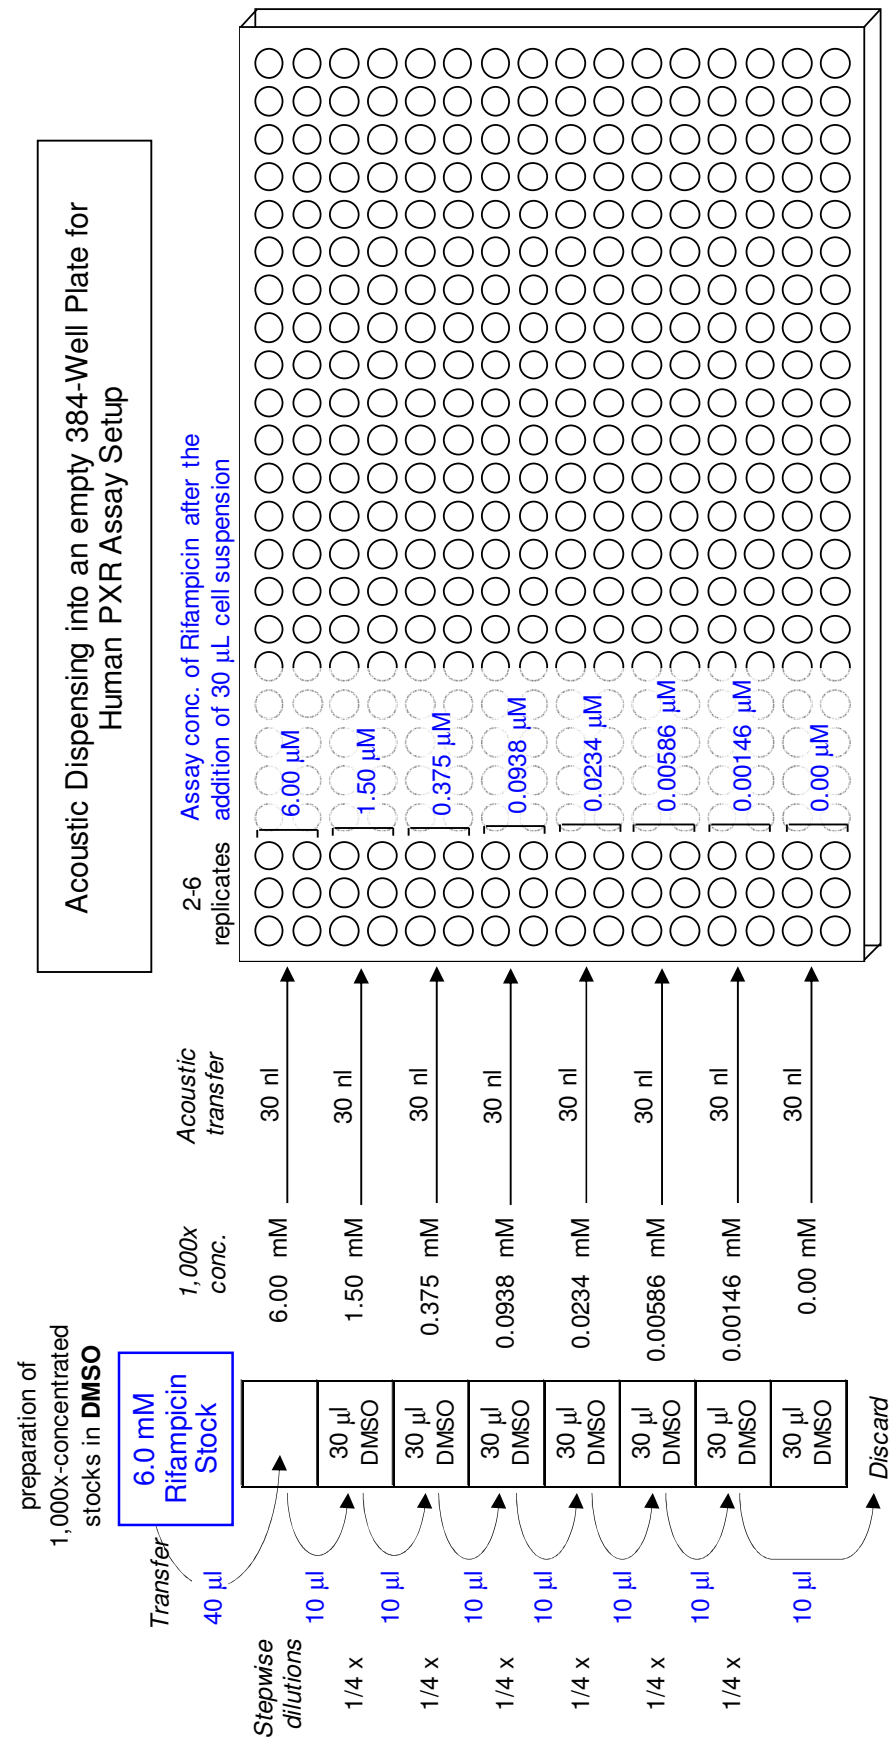 Acoustic Dispensing into an empty 384-Well Plate for
Human PXR Assay Setup
preparation of
1,000x-concentrated
stocks in DMSO
6.0 mM
Rifampicin
Stock
Transfer
40 µl
Stepwise
dilutions
1,000x
conc.
Acoustic
transfer
2-6
replicates
Assay conc. of Rifampicin after the
addition of 30 µL cell suspension
6.00 mM
30 nl
6.00 µM
10 µl
1/4 x
30 µl
DMSO
1.50 mM
30 nl
1.50 µM
10 µl
1/4 x
30 µl
DMSO
0.375 mM
30 nl
0.375 µM
10 µl
1/4 x
30 µl
DMSO
0.0938 mM
30 nl
0.0938 µM
10 µl
1/4 x
30 µl
DMSO
0.0234 mM
30 nl
0.0234 µM
10 µl
1/4 x
30 µl
DMSO
0.00586 mM
30 nl
0.00586 µM
10 µl
1/4 x
30 µl
DMSO
0.00146 mM
30 nl
0.00146 µM
10 µl
30 µl
DMSO
0.00 mM
30 nl
0.00 µM
Discard